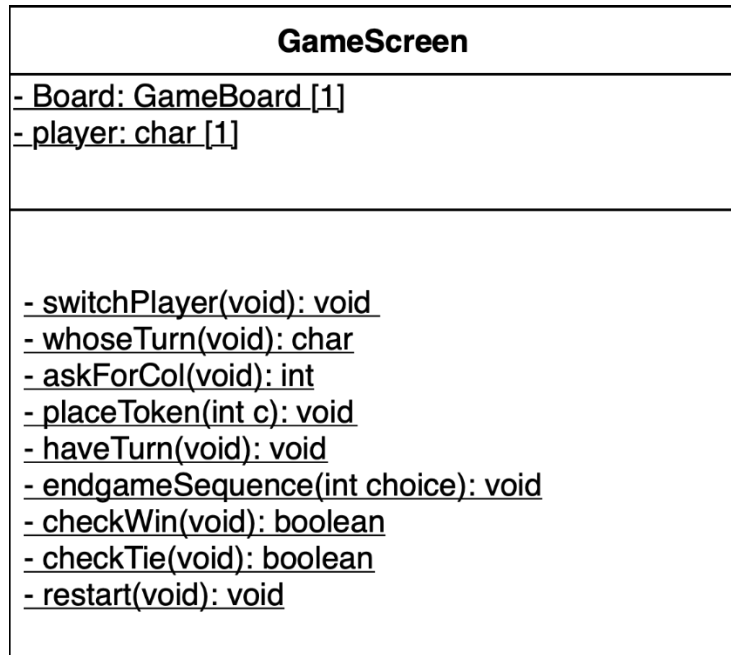 GameScreen
- Board: GameBoard [1]
- player: char [1]
- switchPlayer(void): void
- whoseTurn(void): char
- askForCol(void): int
- placeToken(int c): void
- haveTurn(void): void
- endgameSequence(int choice): void
- checkWin(void): boolean
- checkTie(void): boolean
- restart(void): void